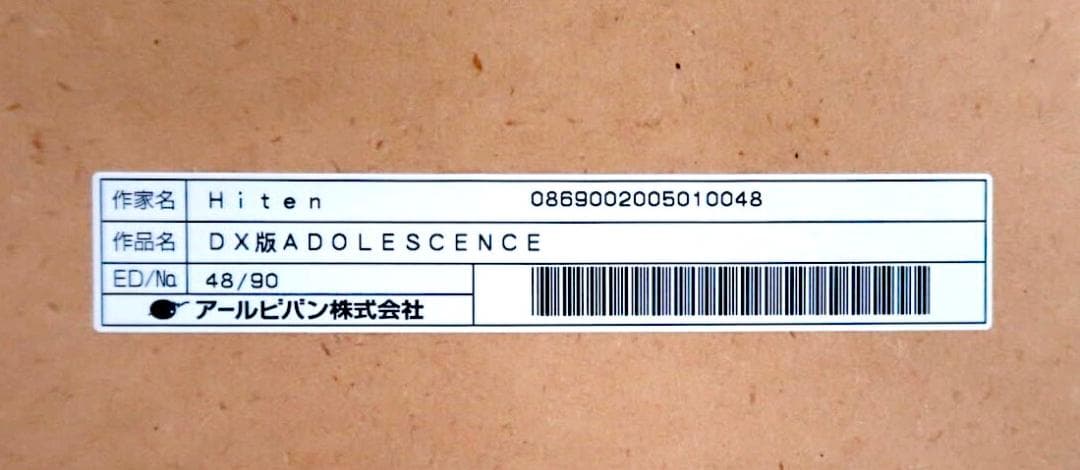 作家名 Hiten 0869002005010048
作品名 DX版ADOLESCENCE
ED/No. 48/90
アールビバン株式会社